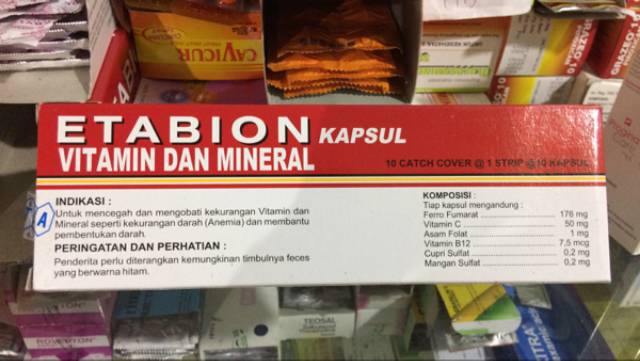 CAVICUR
ETABION KAPSUL
VITAMIN DAN MINERAL
10 CATCH COVER @ 1 STRIP @ 10 KAPSUL
INDIKASI :
Untuk mencegah dan mengobati kekurangan Vitamin dan
Mineral seperti kekurangan darah (Anemia) dan membantu
pembentukan darah.
PERINGATAN DAN PERHATIAN :
Penderita perlu diterangkan kemungkinan timbulnya feces
yang berwarna hitam.
A
KOMPOSISI :
Tiap kapsul mengandung :
Ferro Fumarat 176 mg
Vitamin C 50 mg
Asam Folat 1 mg
Vitamin B12 7,5 mcg
Cupri Sulfat 0,2 mg
Mangan Sulfat 0,2 mg
TEOSAL